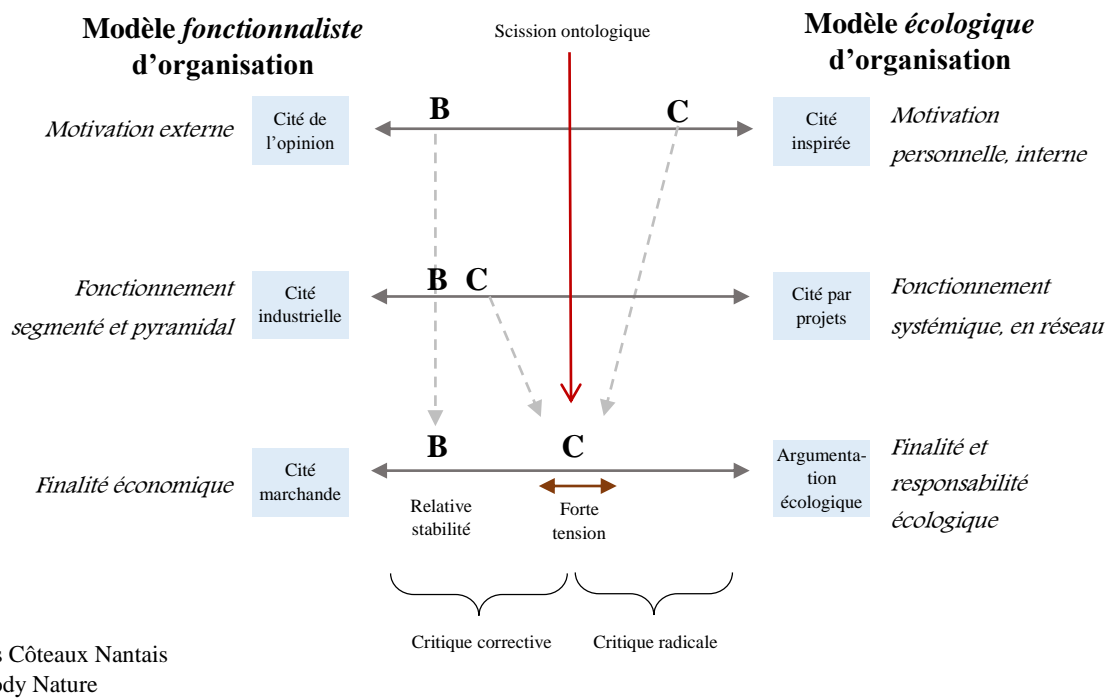 Modèle fonctionnaliste
d'organisation
Scission ontologique
Modèle écologique
d'organisation
Motivation externe
Cité de
l'opinion
B
C
Cité
inspirée
Motivation
personnelle, interne
Fonctionnement
segmenté et pyramidal
Cité
industrielle
B C
Cité par
projets
Fonctionnement
systémique, en réseau
Finalité économique
Cité
marchande
B
C
Argumenta-
tion
écologique
Finalité et
responsabilité
écologique
Relative
stabilité
Forte
tension
Critique corrective
Critique radicale
s Côteaux Nantais
ody Nature